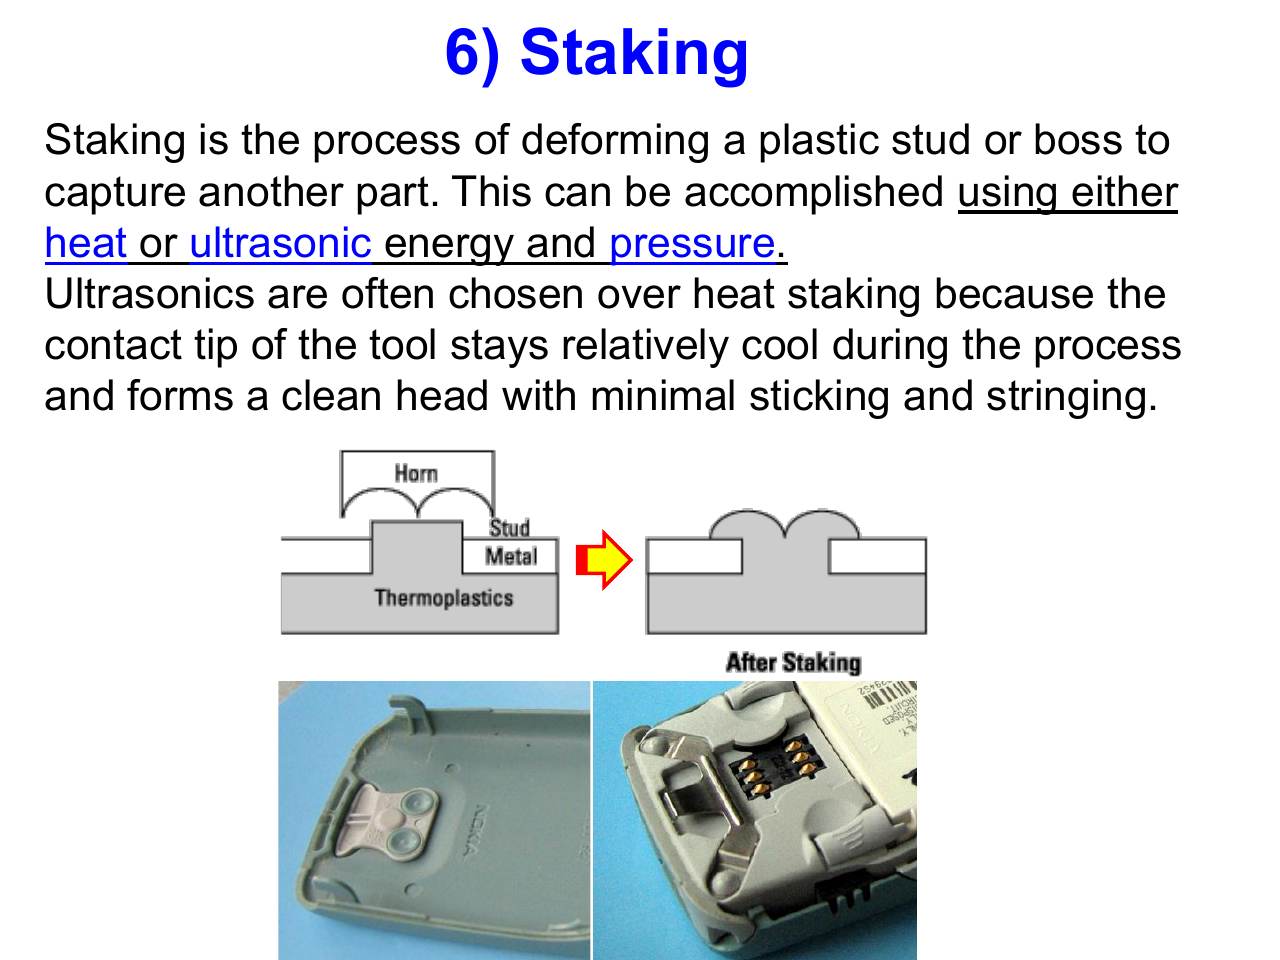 6) Staking
Staking is the process of deforming a plastic stud or boss to
capture another part. This can be accomplished using either
heat or ultrasonic energy and pressure.
Ultrasonics are often chosen over heat staking because the
contact tip of the tool stays relatively cool during the process
and forms a clean head with minimal sticking and stringing.
Horn
Stud
Metal
Thermoplastics
After Staking
NOKIA